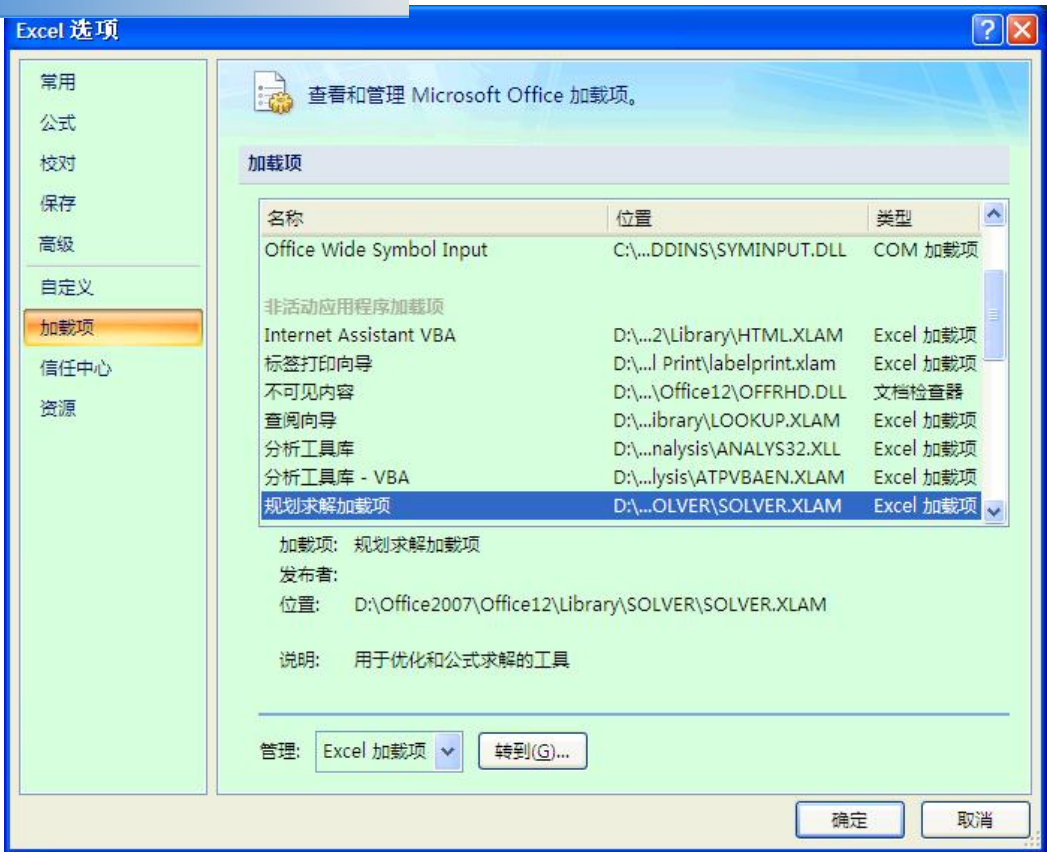 Excel 选项
常用
公式
校对
保存
高级
自定义
加载项
信任中心
资源
查看和管理 Microsoft Office 加载项。
加载项
名称 位置 类型
Office Wide Symbol Input C:\...DDINS\SYMINPUT.DLL COM 加载项
非活动应用程序加载项
Internet Assistant VBA D:\...2\Library\HTML.XLAM Excel 加载项
标签打印向导 D:\...l Print\labelprint.xlam Excel 加载项
不可见内容 D:\...\Office12\OFFRHD.DLL 文档检查器
查阅向导 D:\...ibrary\LOOKUP.XLAM Excel 加载项
分析工具库 D:\...nalysis\ANALYS32.XLL Excel 加载项
分析工具库 - VBA D:\...lysis\ATPVBAEN.XLAM Excel 加载项
规划求解加载项 D:\...OLVER\SOLVER.XLAM Excel 加载项
加载项: 规划求解加载项
发布者:
位置: D:\Office2007\Office12\Library\SOLVER\SOLVER.XLAM
说明: 用于优化和公式求解的工具
管理: Excel 加载项 转到(G)...
确定 取消